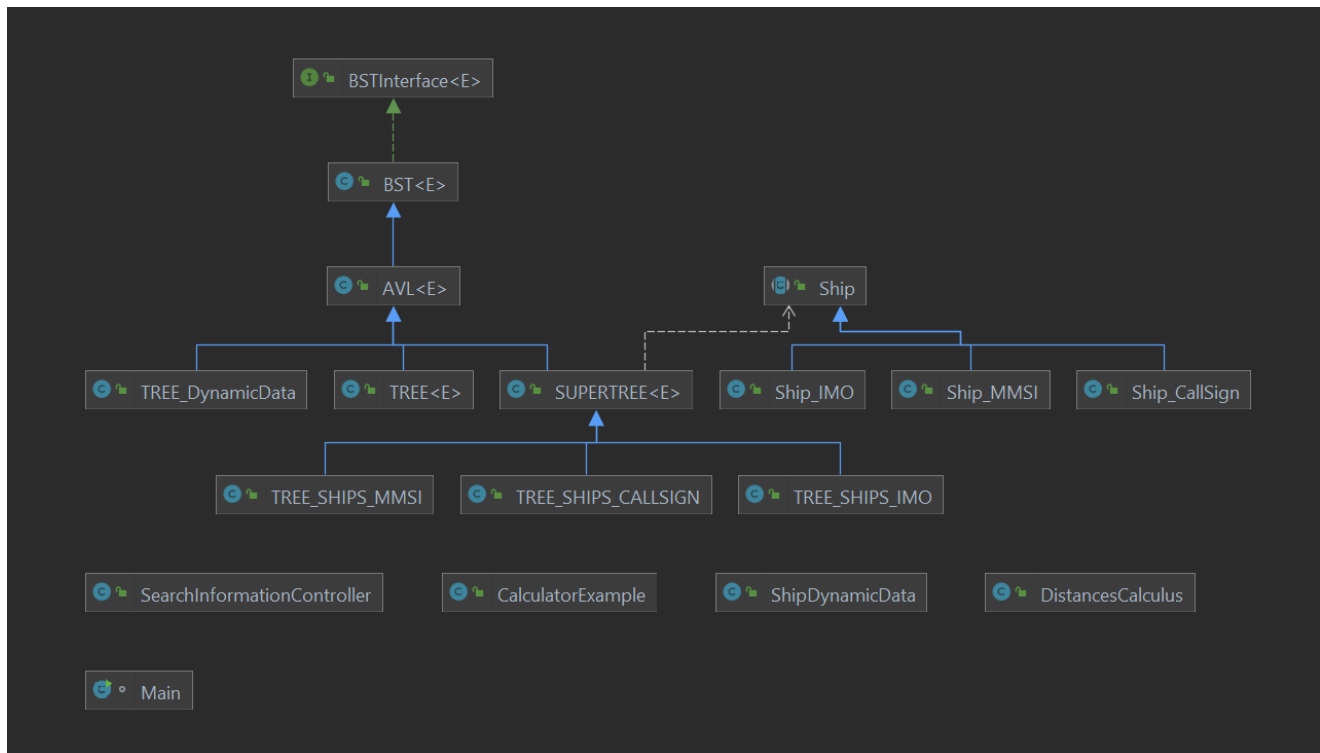 BSTInterface<E>
BST<E>
AVL<E>
Ship
TREE_DynamicData
TREE<E>
SUPERTREE<E>
Ship_IMO
Ship_MMSI
Ship_CallSign
TREE_SHIPS_MMSI
TREE_SHIPS_CALLSIGN
TREE_SHIPS_IMO
SearchInformationController
CalculatorExample
ShipDynamicData
DistancesCalculus
Main